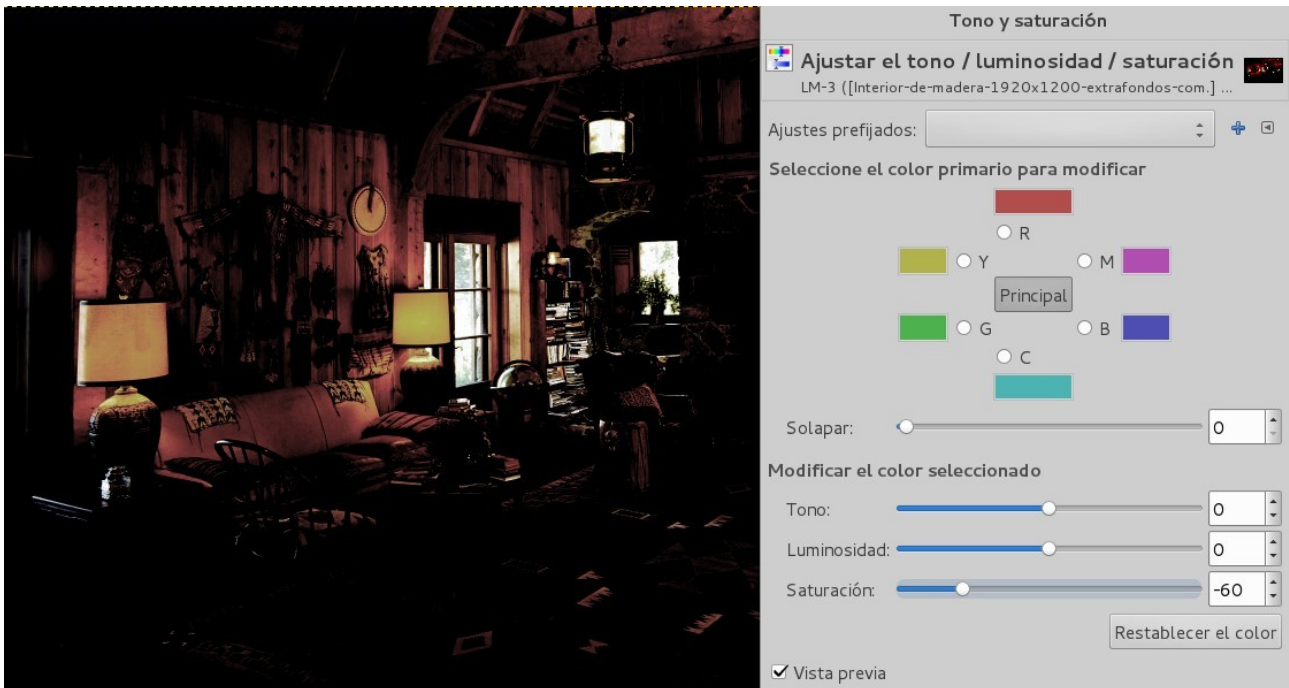 Tono y saturación
Ajustar el tono / luminosidad / saturación
LM-3 ([Interior-de-madera-1920x1200-extrafondos-com.] ...
Ajustes prefijados:
Seleccione el color primario para modificar
R
Y M
Principal
G B
C
Solapar: 0
Modificar el color seleccionado
Tono: 0
Luminosidad: 0
Saturación: -60
Restablecer el color
Vista previa